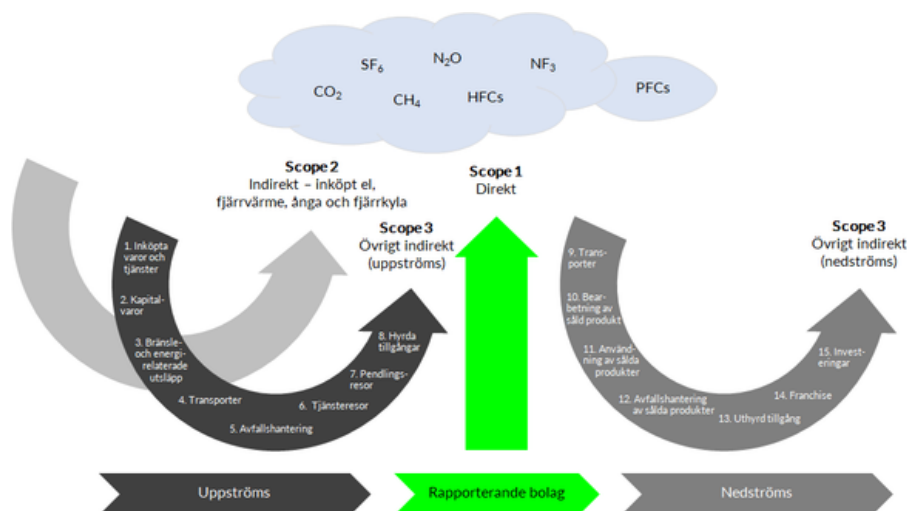 SF₆
N₂O
NF₃
CO₂
CH₄
HFCs
PFCs
Scope 2
Indirekt – inköpt el,
fjärrvärme, ånga och fjärrkyla
Scope 1
Direkt
Scope 3
Övrigt indirekt
(uppströms)
Scope 3
Övrigt indirekt
(nedströms)
1. Inköpta
varor och
tjänster
2. Kapital-
varor
3. Bränsle-
och energi-
relaterade
utsläpp
4. Transporter
5. Avfallshantering
6. Tjänsteresor
7. Pendlings-
resor
8. Hyrda
tillgångar
9. Trans-
porter
10. Bear-
betning av
såld produkt
11. Använd-
ning av sålda
produkter
12. Avfallshantering
av sålda produkter
13. Uthyrd tillgång
14. Franchise
15. Invest-
eringar
Uppströms
Rapporterande bolag
Nedströms